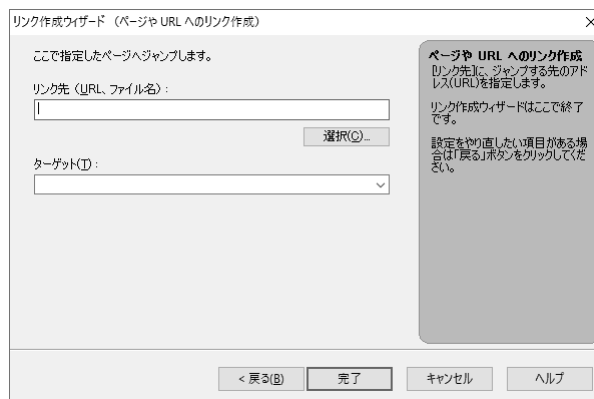 リンク作成ウィザード （ページや URL へのリンク作成）
ここで指定したページへジャンプします。
リンク先（URL、ファイル名）:
選択(C)...
ターゲット(T):
ページや URL へのリンク作成
[リンク先]に、ジャンプする先のアド
レス(URL)を指定します。
リンク作成ウィザードはここで終了
です。
設定をやり直したい項目がある場
合は「戻る」ボタンをクリックしてくだ
さい。
< 戻る(B)
完了
キャンセル
ヘルプ